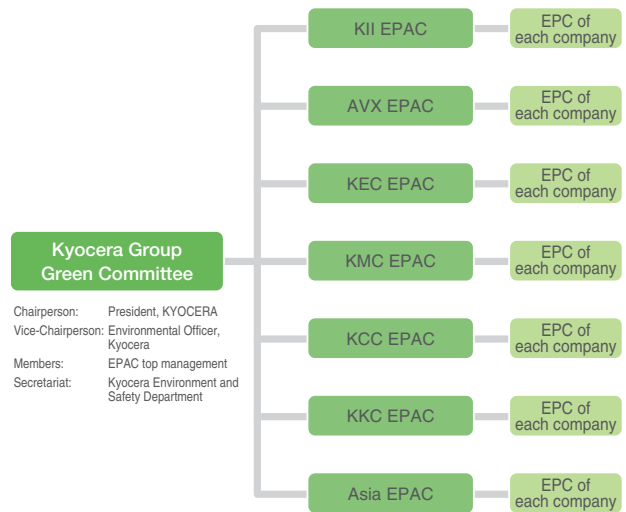 KII EPAC
EPC of
each company
AVX EPAC
EPC of
each company
KEC EPAC
EPC of
each company
Kyocera Group
Green Committee
KMC EPAC
EPC of
each company
Chairperson: President, KYOCERA
Vice-Chairperson: Environmental Officer,
Kyocera
Members: EPAC top management
Secretariat: Kyocera Environment and
Safety Department
KCC EPAC
EPC of
each company
KKC EPAC
EPC of
each company
Asia EPAC
EPC of
each company